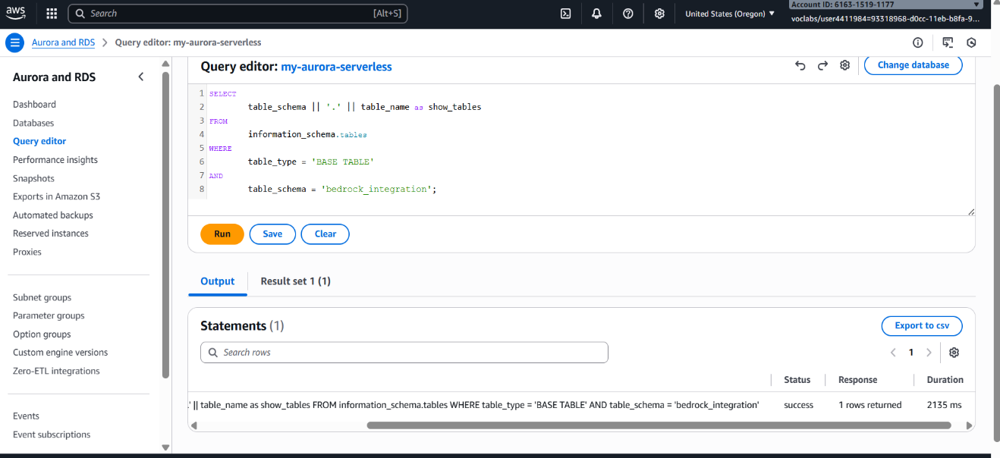 aws
Search
[Alt+S]
United States (Oregon)
Account ID: 6163-1519-1177
voclabs/user4411984=93318968-d0cc-11eb-b8fa-9...
Aurora and RDS > Query editor: my-aurora-serverless
Aurora and RDS
Dashboard
Databases
Query editor
Performance insights
Snapshots
Exports in Amazon S3
Automated backups
Reserved instances
Proxies
Subnet groups
Parameter groups
Option groups
Custom engine versions
Zero-ETL integrations
Events
Event subscriptions
Query editor: my-aurora-serverless
Change database
1 SELECT
2 table_schema || '.' || table_name as show_tables
3 FROM
4 information_schema.tables
5 WHERE
6 table_type = 'BASE TABLE'
7 AND
8 table_schema = 'bedrock_integration';
Run Save Clear
Output Result set 1 (1)
Statements (1)
Export to csv
Search rows
1
Status Response Duration
.' || table_name as show_tables FROM information_schema.tables WHERE table_type = 'BASE TABLE' AND table_schema = 'bedrock_integration' success 1 rows returned 2135 ms